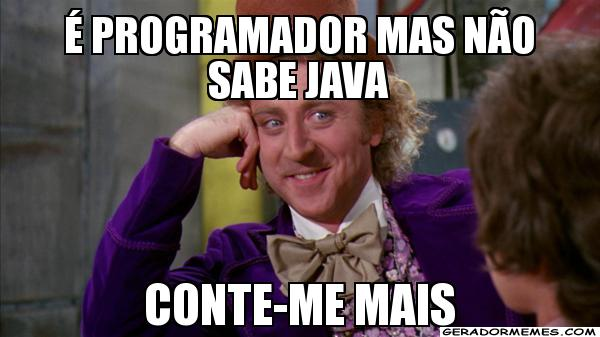 É PROGRAMADOR MAS NÃO
SABE JAVA
CONTE-ME MAIS
GERADORMEMES.COM